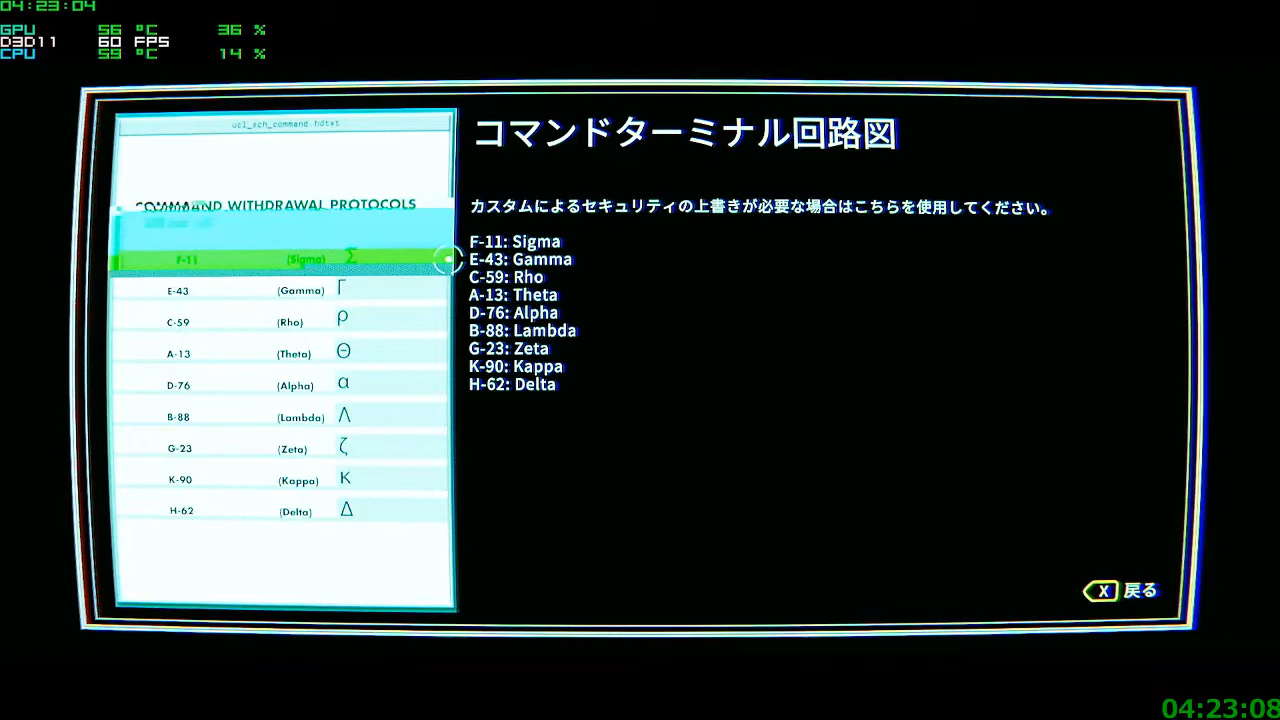 04:23:04
GPU 56 °C 36 %
D3D11 60 FPS
CPU 59 °C 14 %
ucl_sch_command.hdtxt
COMMAND WITHDRAWAL PROTOCOLS
F-11 (Sigma) Σ
E-43 (Gamma) Γ
C-59 (Rho) ρ
A-13 (Theta) Θ
D-76 (Alpha) α
B-88 (Lambda) Λ
G-23 (Zeta) ζ
K-90 (Kappa) K
H-62 (Delta) Δ
コマンドターミナル回路図
カスタムによるセキュリティの上書きが必要な場合はこちらを使用してください。
F-11: Sigma
E-43: Gamma
C-59: Rho
A-13: Theta
D-76: Alpha
B-88: Lambda
G-23: Zeta
K-90: Kappa
H-62: Delta
X 戻る
04:23:08